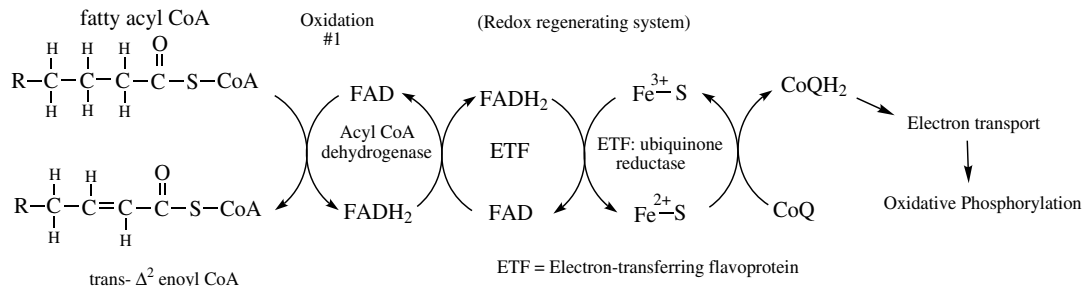 fatty acyl CoA
Oxidation
#1
(Redox regenerating system)
H H H O
R–C–C–C–C–S–CoA
H H H
FAD
FADH2
Fe3+–S
CoQH2
Acyl CoA
dehydrogenase
ETF
ETF: ubiquinone
reductase
Electron transport
H H O
R–C–C=C–C–S–CoA
H H
FADH2
FAD
Fe2+–S
CoQ
Oxidative Phosphorylation
trans- Δ2 enoyl CoA
ETF = Electron-transferring flavoprotein